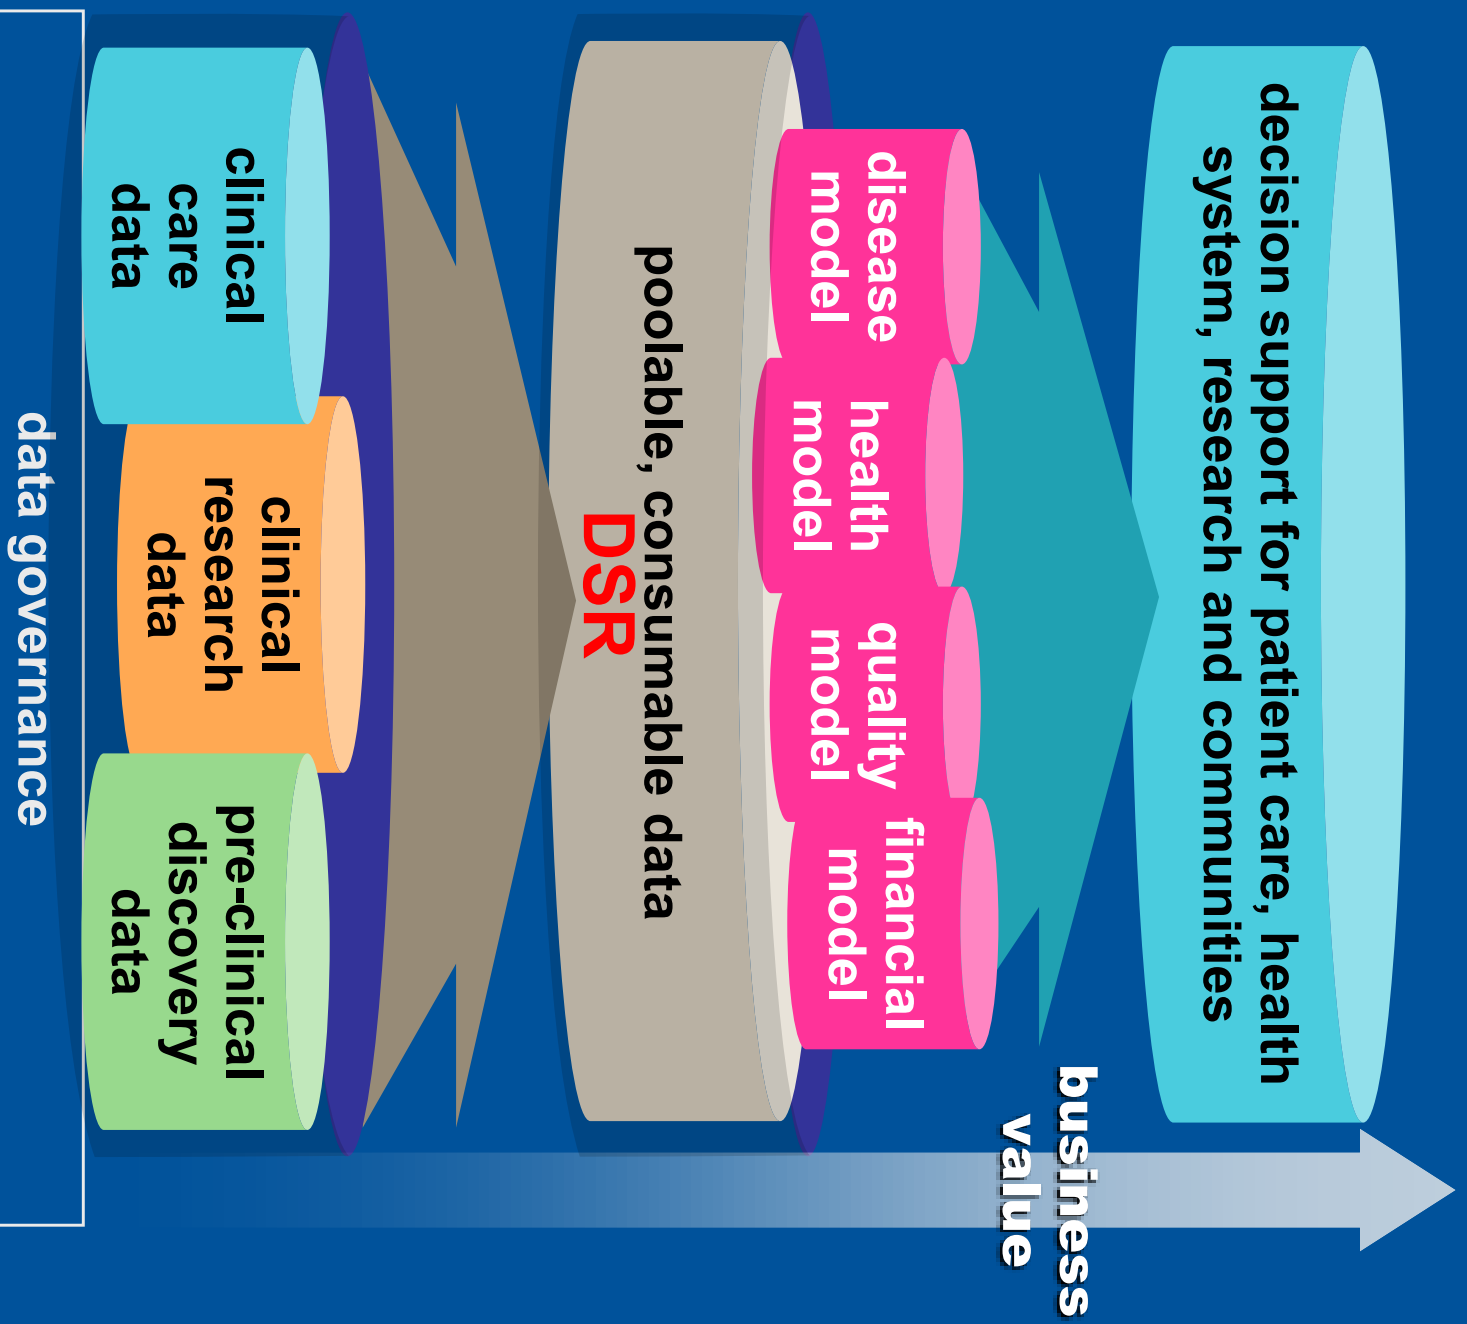 decision support for patient care, health
system, research and communities
business
value
disease
model
health
model
quality
model
financial
model
poolable, consumable data
DSR
clinical
care
data
clinical
research
data
pre-clinical
discovery
data
data governance